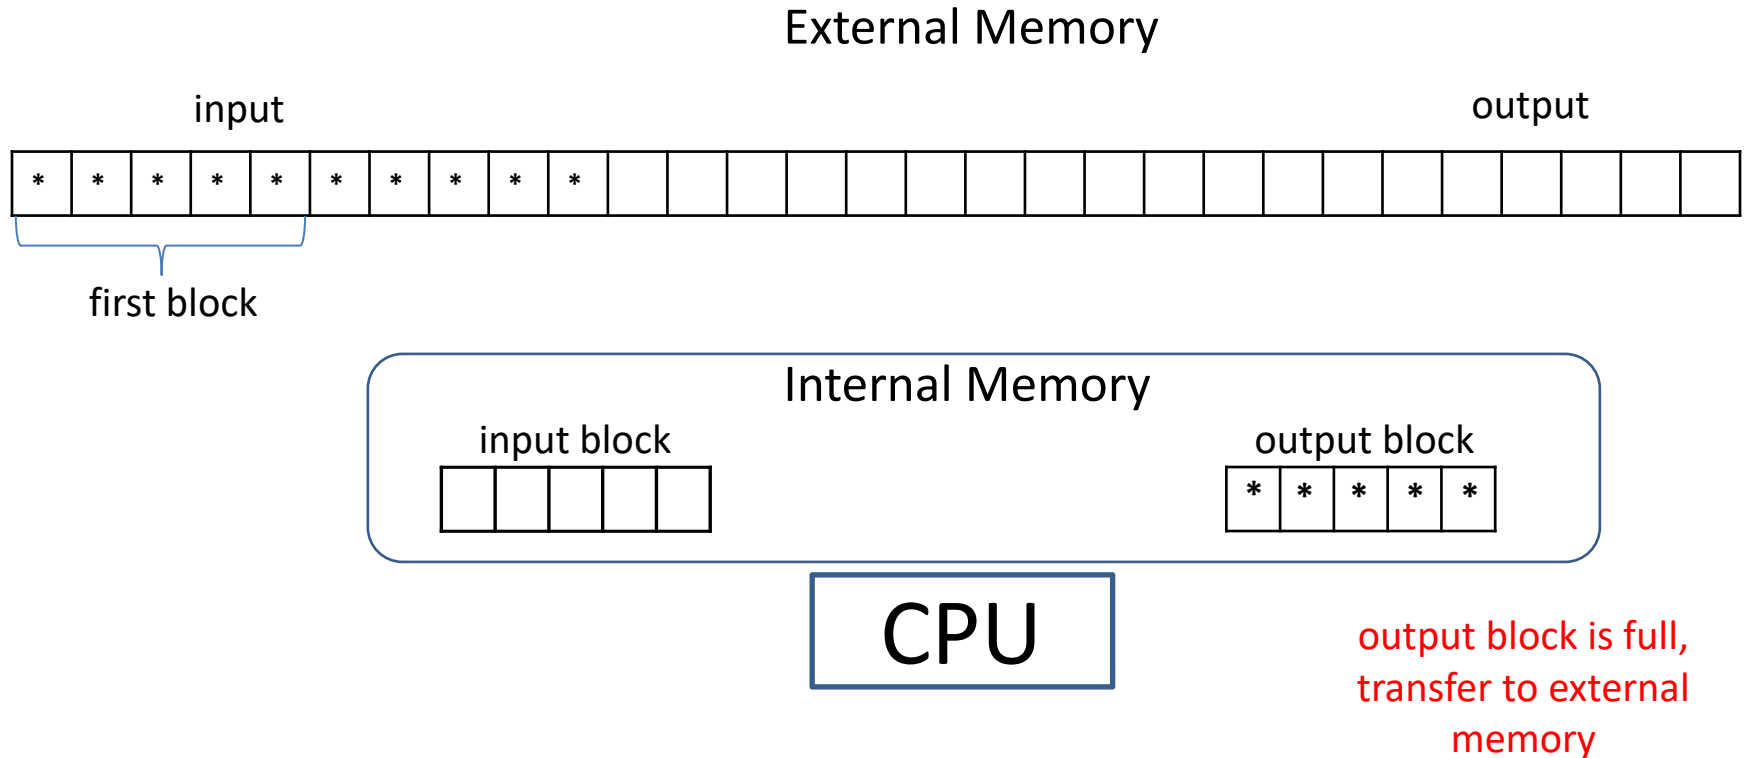 External Memory
input
output
* * * * * * * * * *
first block
Internal Memory
input block
output block
* * * * *
CPU
output block is full,
transfer to external
memory